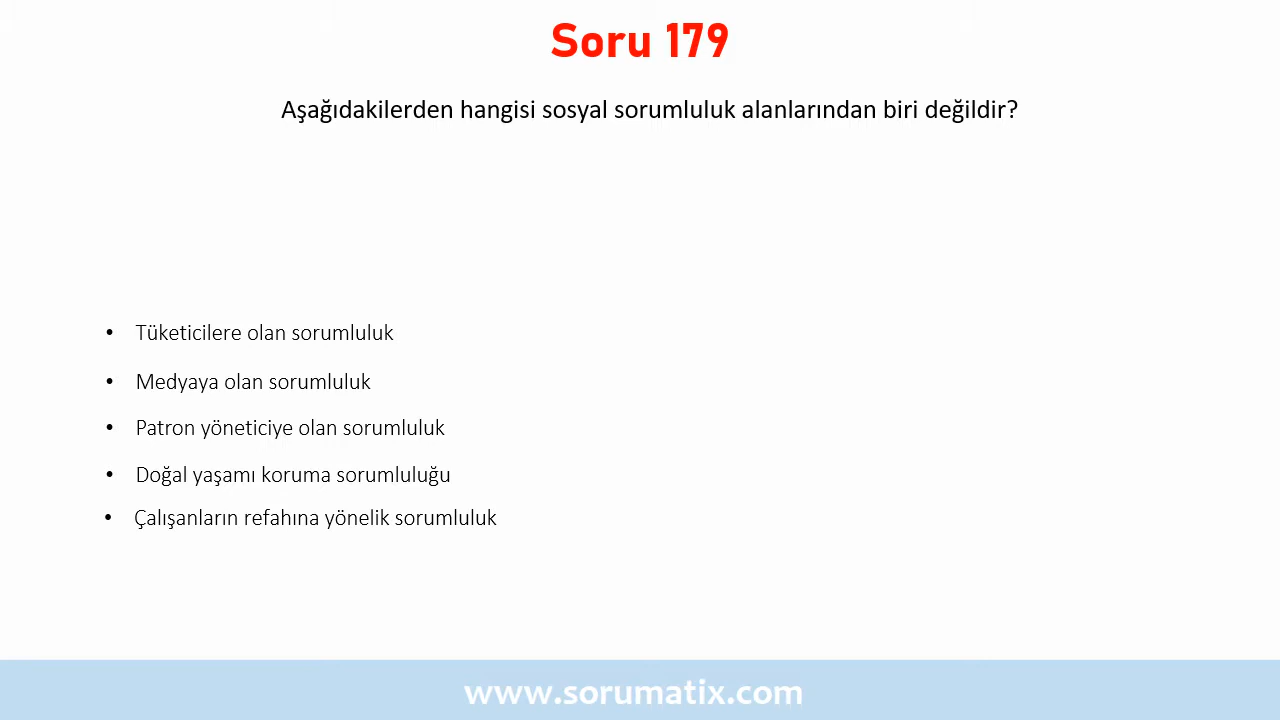 Soru 179
Aşağıdakilerden hangisi sosyal sorumluluk alanlarından biri değildir?
• Tüketicilere olan sorumluluk
• Medyaya olan sorumluluk
• Patron yöneticiye olan sorumluluk
• Doğal yaşamı koruma sorumluluğu
• Çalışanların refahına yönelik sorumluluk
www.sorumatix.com